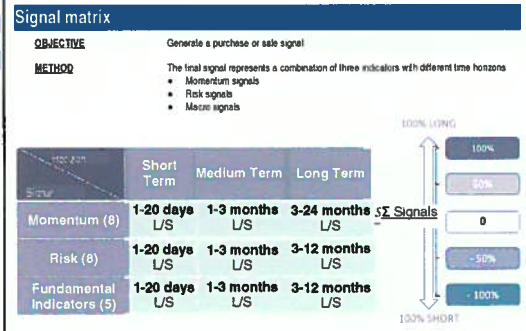 Signal matrix
OBJECTIVE Generate a purchase or sale signal
METHOD The final signal represents a combination of three indicators with different time horizons
• Momentum signals
• Risk signals
• Macro signals
100% LONG
Horizon
Signal
Short Term Medium Term Long Term
Momentum (8) 1-20 days L/S 1-3 months L/S 3-24 months L/S
Risk (8) 1-20 days L/S 1-3 months L/S 3-12 months L/S
Fundamental Indicators (5) 1-20 days L/S 1-3 months L/S 3-12 months L/S
Σ Signals
100%
50%
0
- 50%
- 100%
100% SHORT